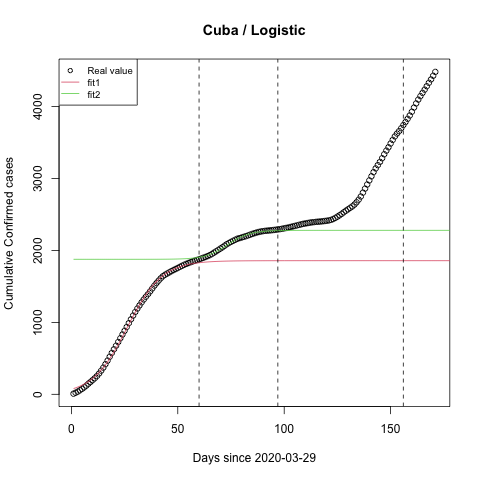 Cuba / Logistic
Real value
fit1
fit2
Cumulative Confirmed cases
4000
3000
2000
1000
0
0 50 100 150
Days since 2020-03-29